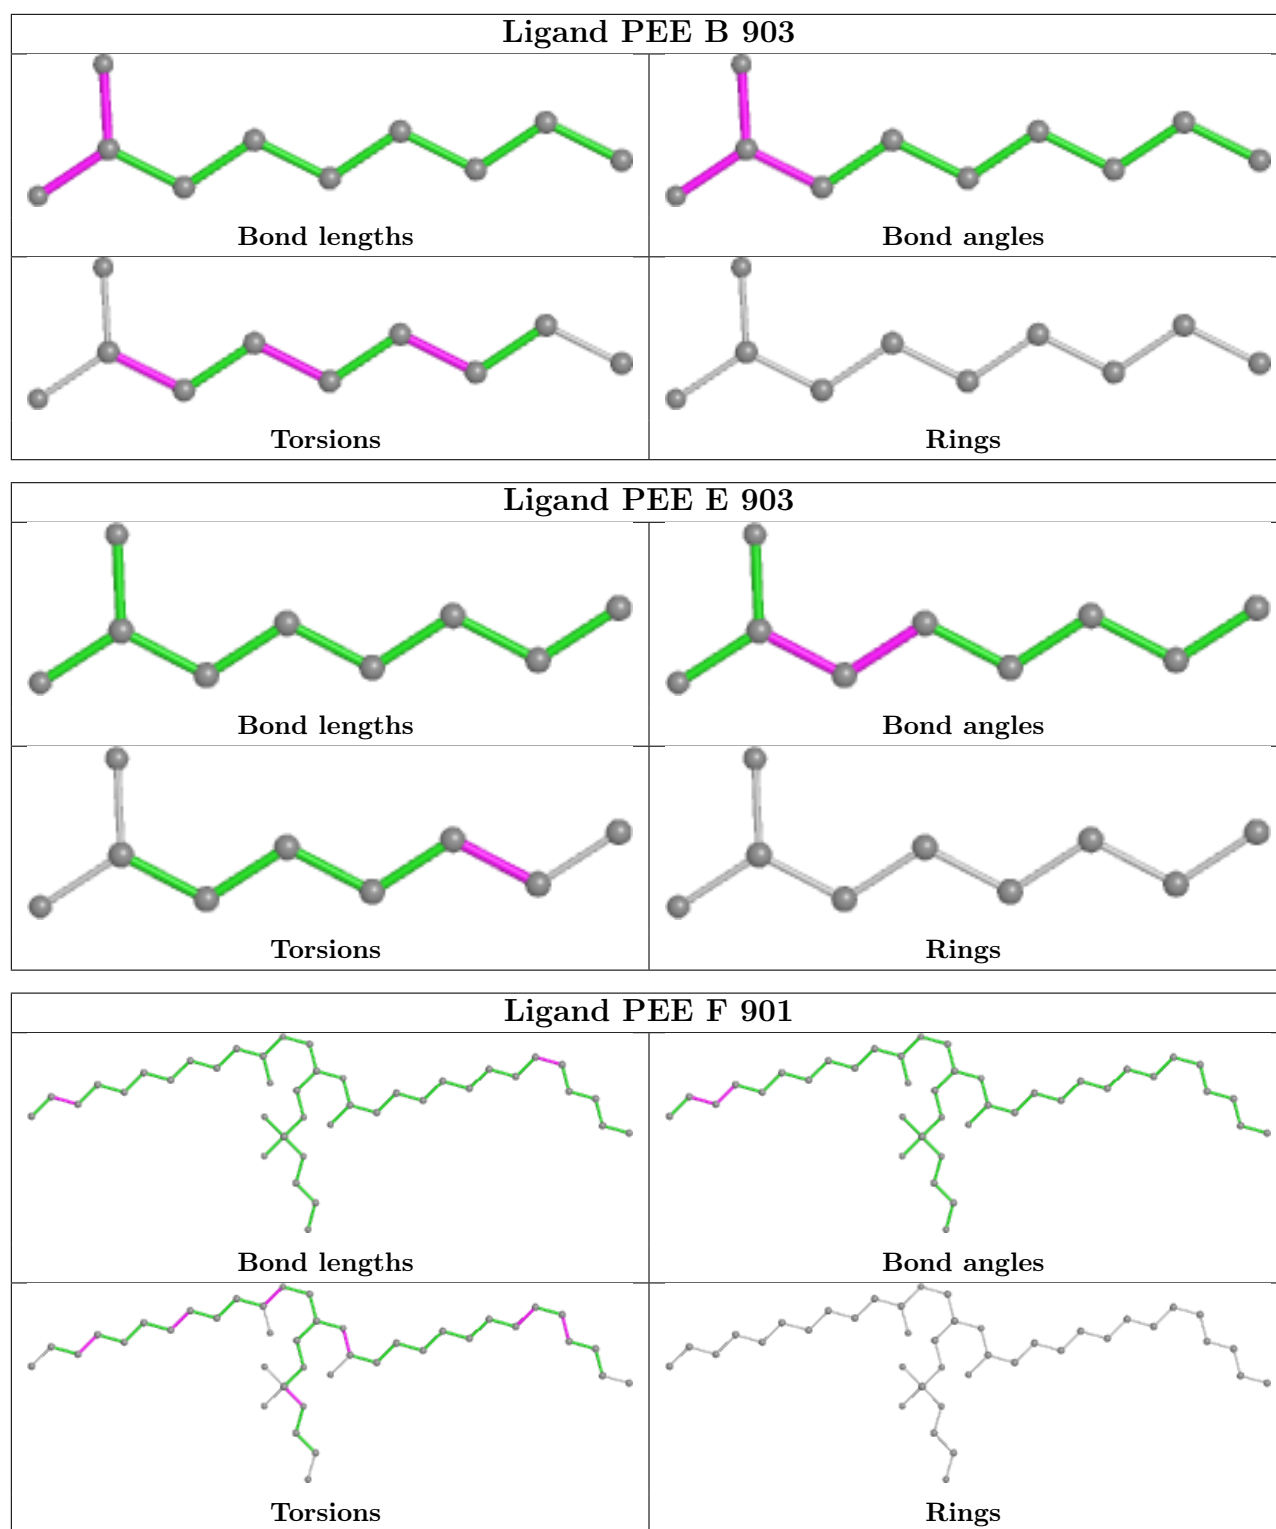 Ligand PEE B 903
Bond lengths
Bond angles
Torsions
Rings
Ligand PEE E 903
Bond lengths
Bond angles
Torsions
Rings
Ligand PEE F 901
Bond lengths
Bond angles
Torsions
Rings